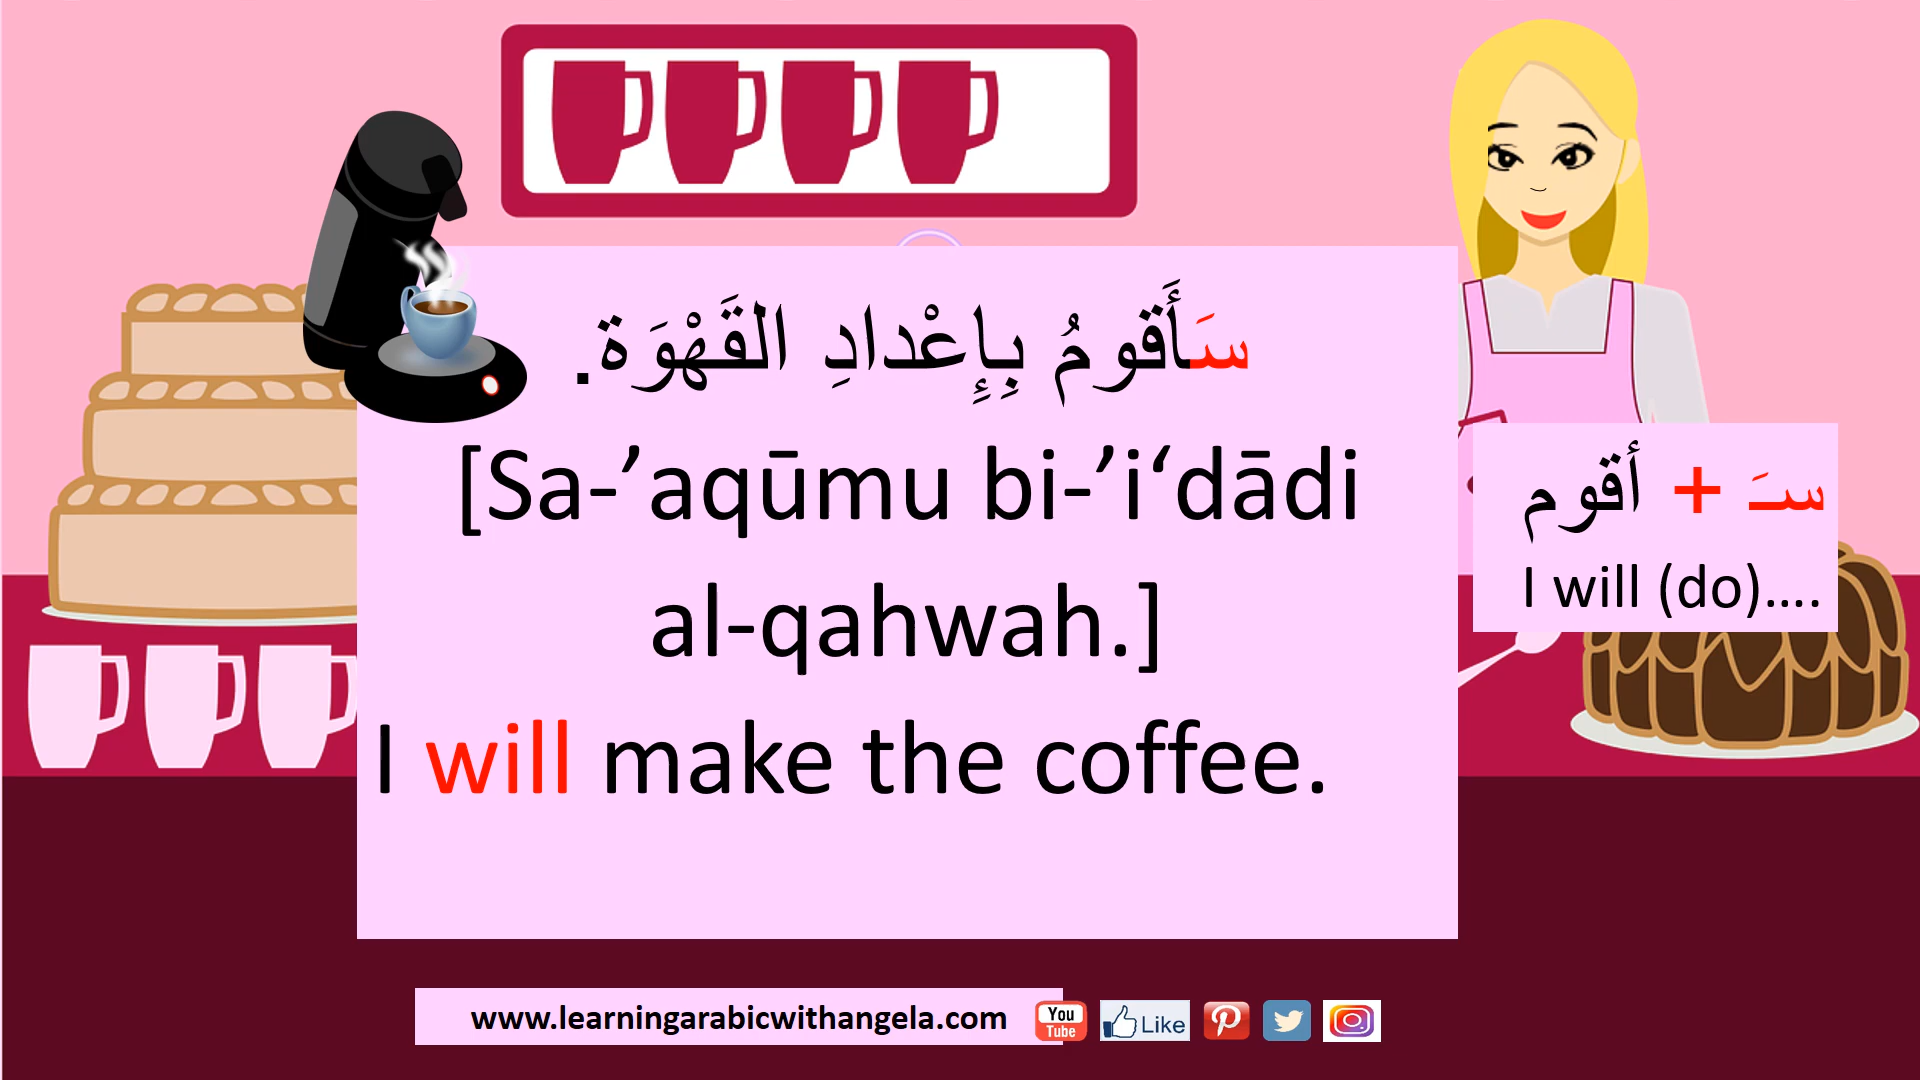 سَأَقومُ بِإِعْدادِ القَهْوَة.
[Sa-’aqūmu bi-’i‘dādi
al-qahwah.]
I will make the coffee.
سـَ + أقوم
I will (do)....
www.learningarabicwithangela.com
You
Tube
Like